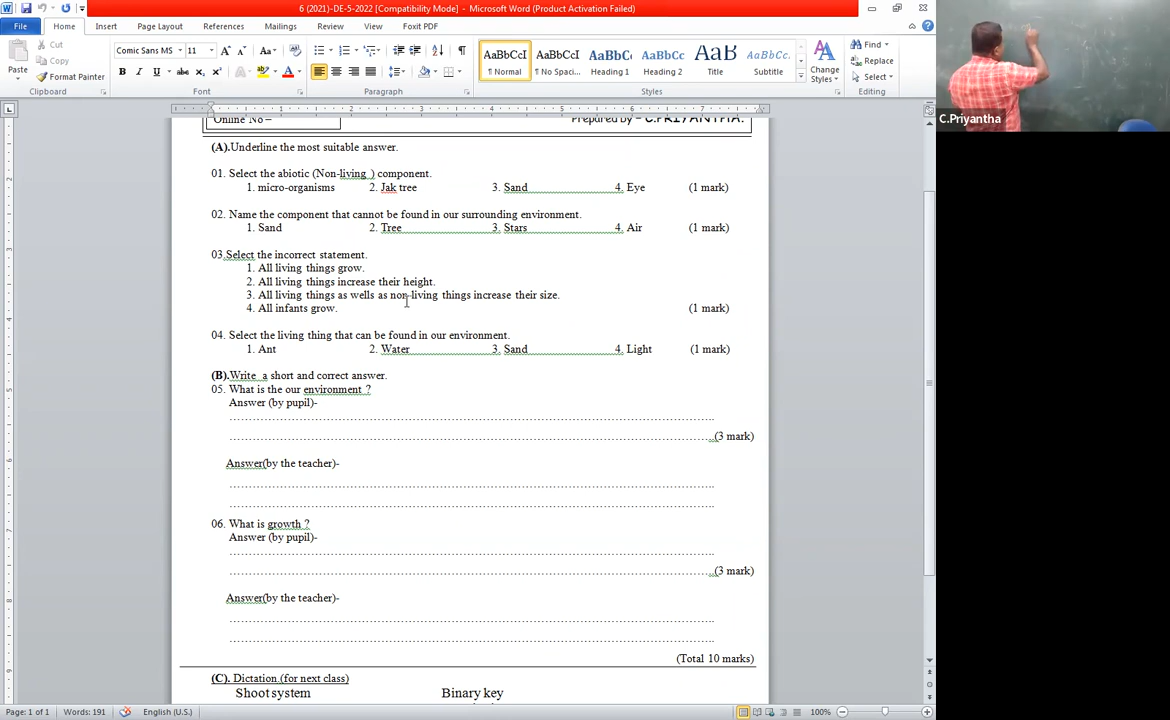 6 (2021)-DE-5-2022 [Compatibility Mode] - Microsoft Word (Product Activation Failed)
File Home Insert Page Layout References Mailings Review View Foxit PDF
Cut
Copy
Format Painter
Paste
Comic Sans MS 11
AaBbCcI AaBbCcI AaBbC AaBbCc AaB AaBbCc.
¶ Normal ¶ No Spaci... Heading 1 Heading 2 Title Subtitle
Change Styles
Find
Replace
Select
Clipboard Font Paragraph Styles Editing
C.Priyantha
Online No – Prepared by – C.PRIYANTHA.
(A).Underline the most suitable answer.
01. Select the abiotic (Non-living ) component.
1. micro-organisms 2. Jak tree 3. Sand 4. Eye (1 mark)
02. Name the component that cannot be found in our surrounding environment.
1. Sand 2. Tree 3. Stars 4. Air (1 mark)
03.Select the incorrect statement.
1. All living things grow.
2. All living things increase their height.
3. All living things as wells as non-living things increase their size.
4. All infants grow. (1 mark)
04. Select the living thing that can be found in our environment.
1. Ant 2. Water 3. Sand 4. Light (1 mark)
(B).Write a short and correct answer.
05. What is the our environment ?
Answer (by pupil)-
(3 mark)
Answer(by the teacher)-
06. What is growth ?
Answer (by pupil)-
(3 mark)
Answer(by the teacher)-
(Total 10 marks)
(C). Dictation.(for next class)
Shoot system Binary key
Page: 1 of 1 Words: 191 English (U.S.) 100%